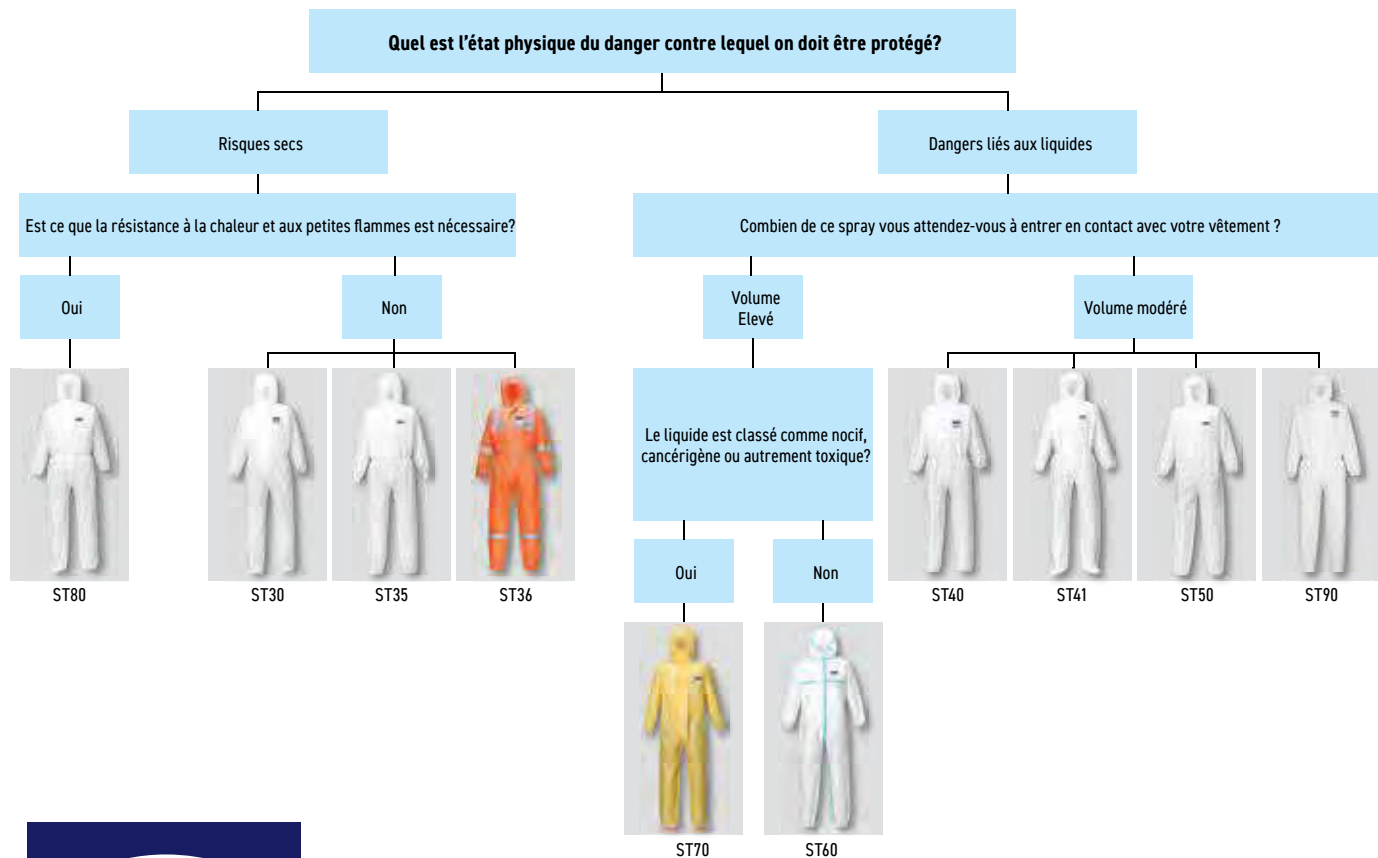 Quel est l'état physique du danger contre lequel on doit être protégé?
Risques secs
Dangers liés aux liquides
Est ce que la résistance à la chaleur et aux petites flammes est nécessaire?
Combien de ce spray vous attendez-vous à entrer en contact avec votre vêtement ?
Oui
Non
Volume
Elevé
Volume modéré
Le liquide est classé comme nocif,
cancérigène ou autrement toxique?
ST80
ST30
ST35
ST36
ST40
ST41
ST50
ST90
Oui
Non
ST70
ST60